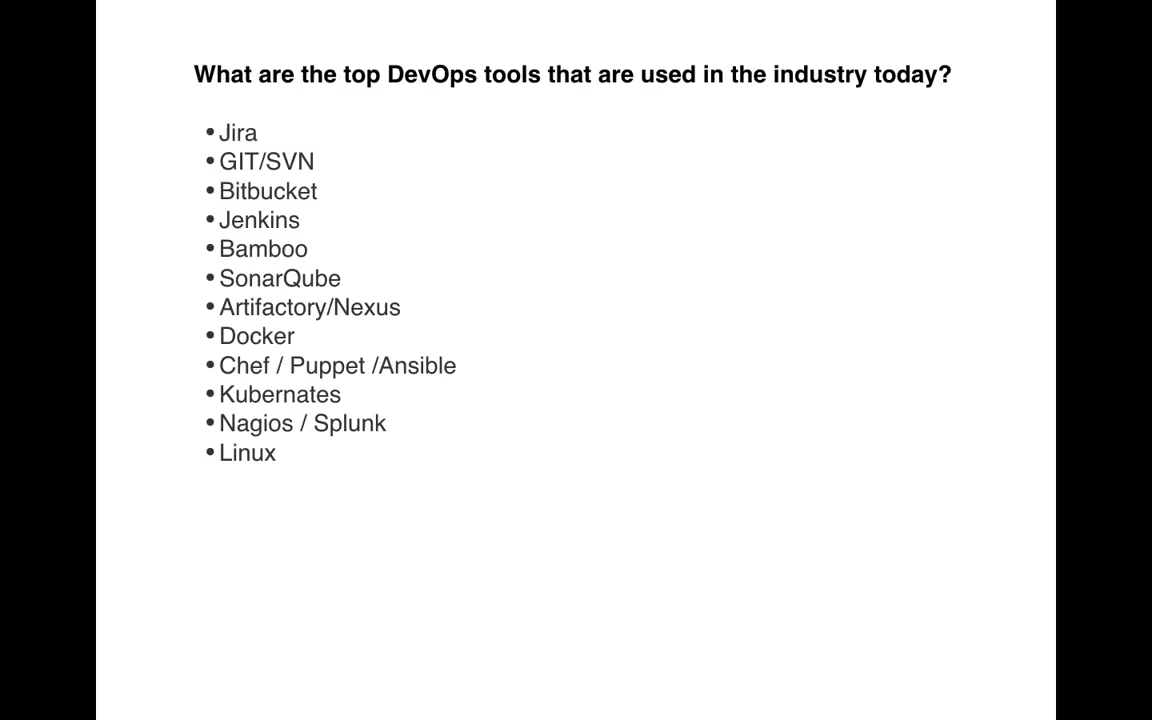 What are the top DevOps tools that are used in the industry today?
• Jira
• GIT/SVN
• Bitbucket
• Jenkins
• Bamboo
• SonarQube
• Artifactory/Nexus
• Docker
• Chef / Puppet /Ansible
• Kubernates
• Nagios / Splunk
• Linux